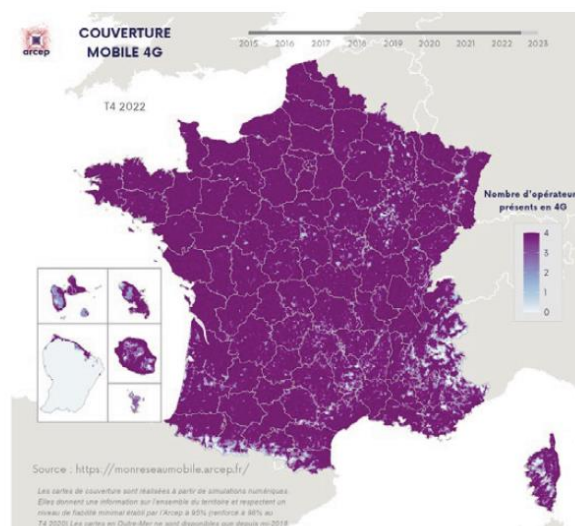 arcep
COUVERTURE
MOBILE 4G
2015 2016 2017 2018 2019 2020 2021 2022 2023
T4 2022
Nombre d'opérateur
présents en 4G
4
3
2
1
0
Source : https://monreseaumobile.arcep.fr/
Les cartes de couverture sont réalisées à partir de simulations numériques.
Elles donnent une information sur l'ensemble du territoire et respectent un
niveau de fiabilité minimal établi par l'Arcep à 95% (renforcé à 98% au
T4 2020) Les cartes en Outre-Mer ne sont disponibles que depuis mi-2018